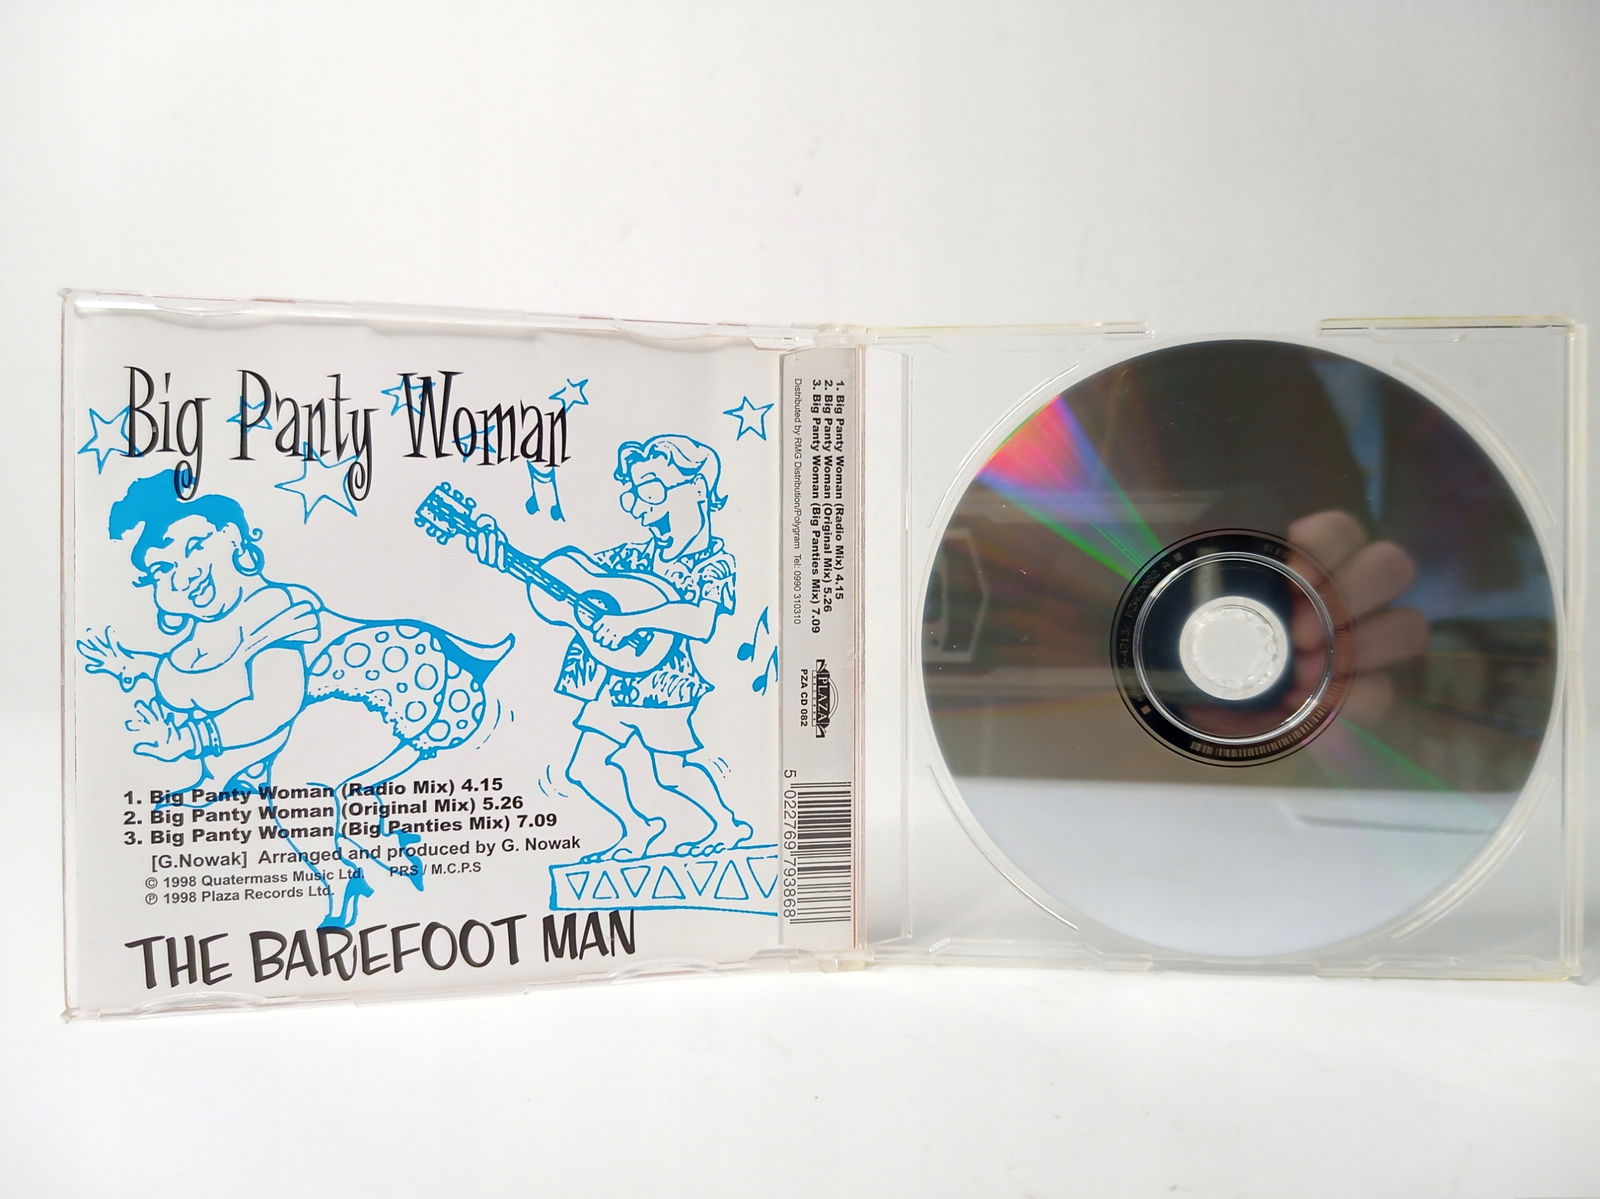 Big Panty Woman
1. Big Panty Woman (Radio Mix) 4.15
2. Big Panty Woman (Original Mix) 5.26
3. Big Panty Woman (Big Panties Mix) 7.09
[G.Nowak] Arranged and produced by G. Nowak
© 1998 Quatermass Music Ltd. PRS / M.C.P.S
℗ 1998 Plaza Records Ltd.
THE BAREFOOT MAN
1. Big Panty Woman (Radio Mix) 4.15
2. Big Panty Woman (Original Mix) 5.26
3. Big Panty Woman (Big Panties Mix) 7.09
Distributed by RMG Distribution/Polygram Tel: 0990 310310
PLAZA
PZA CD 082
5 022769 793868